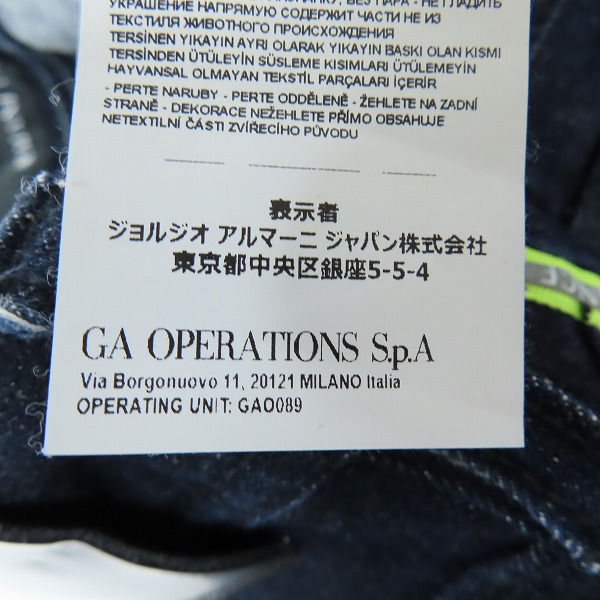 УКРАШЕНИЕ НАПРЯМУЮ СОДЕРЖИТ ЧАСТИ НЕ ИЗ
ТЕКСТИЛЯ ЖИВОТНОГО ПРОИСХОЖДЕНИЯ
TERSİNEN YIKAYIN AYRI OLARAK YIKAYIN BASKI OLAN KISMI
TERSİNDEN ÜTÜLEYİN SÜSLEME KISIMLARI ÜTÜLEMEYİN
HAYVANSAL OLMAYAN TEKSTİL PARÇALARI İÇERİR
- PERTE NARUBY - PERTE ODDĚLENĚ - ŽEHLETE NA ZADNÍ
STRANĚ - DEKORACE NEŽEHLETE PŘÍMO OBSAHUJE
NETEXTILNÍ ČÁSTI ZVÍŘECÍHO PŮVODU
表示者
ジョルジオ アルマーニ ジャパン株式会社
東京都中央区銀座5-5-4
GA OPERATIONS S.p.A
Via Borgonuovo 11, 20121 MILANO Italia
OPERATING UNIT: GAO089